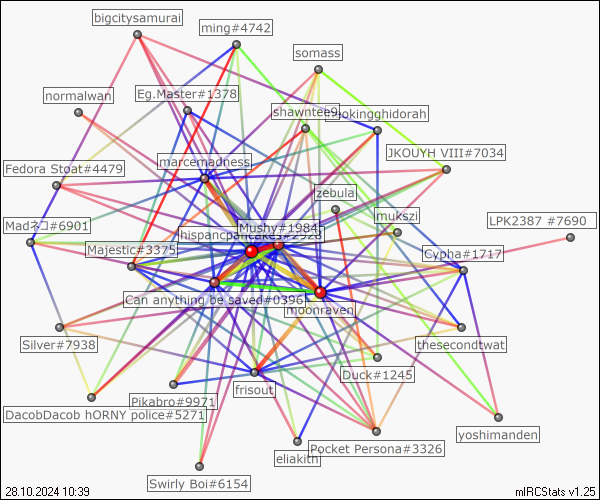 bigcitysamurai
ming#4742
somass
normalwan
Eg.Master#1378
shawntee9
smokingghidorah
marcemadness
JKOUYH VIII#7034
Fedora Stoat#4479
zebula
mukszi
LPK2387 #7690
Madネコ#6901
Mushy#1984
hispancpancakes#2928
Majestic#3375
Cypha#1717
Can anything be saved#0396
moonraven
Silver#7938
thesecondtwat
Duck#1245
frisout
Pikabro#9971
DacobDacob hORNY police#5271
yoshimanden
Pocket Persona#3326
eliakith
Swirly Boi#6154
28.10.2024 10:39
mIRCStats v1.25